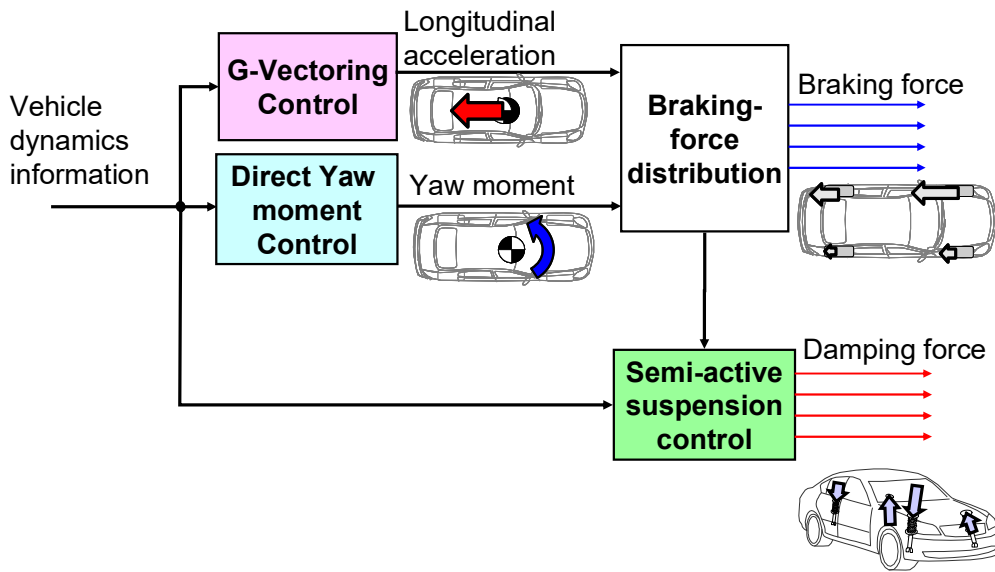 Vehicle
dynamics
information
G-Vectoring
Control
Longitudinal
acceleration
Direct Yaw
moment
Control
Yaw moment
Braking-
force
distribution
Braking force
Semi-active
suspension
control
Damping force